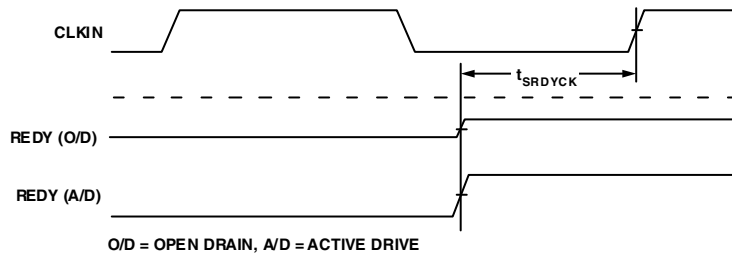 CLKIN
tSRDYCK
REDY (O/D)
REDY (A/D)
O/D = OPEN DRAIN, A/D = ACTIVE DRIVE